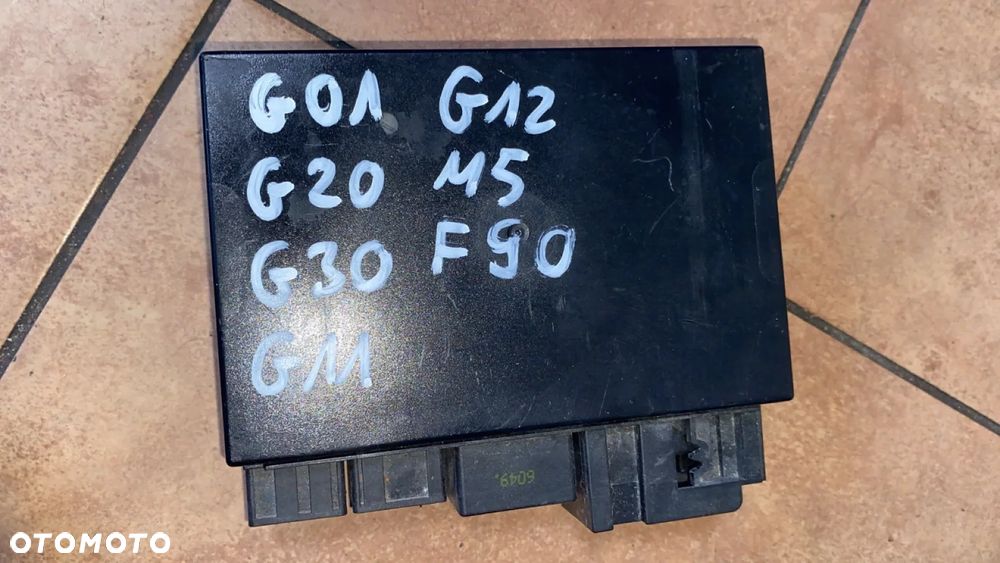 G01 G12
G20 M5
G30 F90
G11
6049.
OTOMOTO